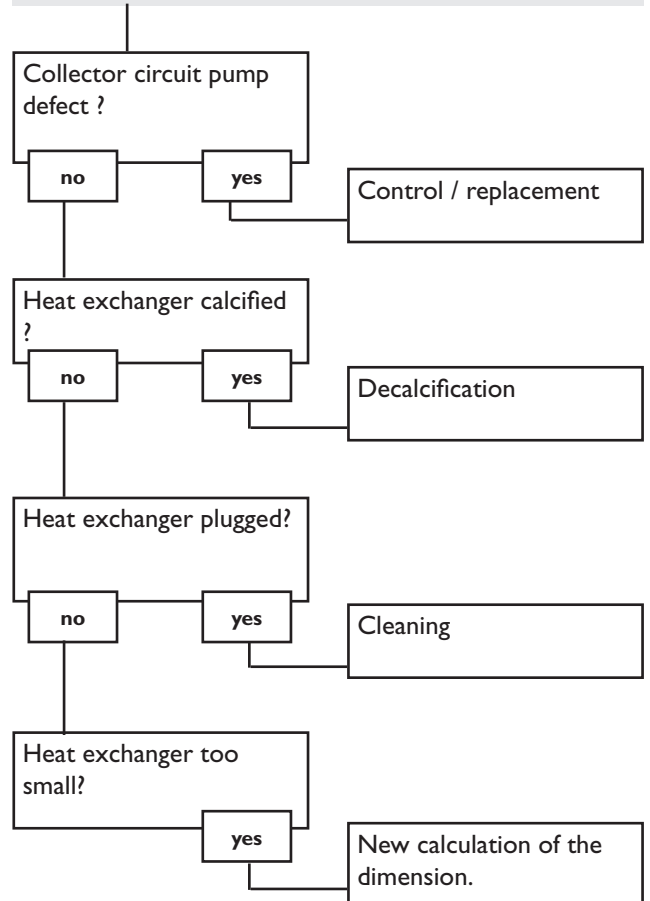 Collector circuit pump
defect ?
no
yes
Control / replacement
Heat exchanger calcified
?
no
yes
Decalcification
Heat exchanger plugged?
no
yes
Cleaning
Heat exchanger too
small?
yes
New calculation of the
dimension.